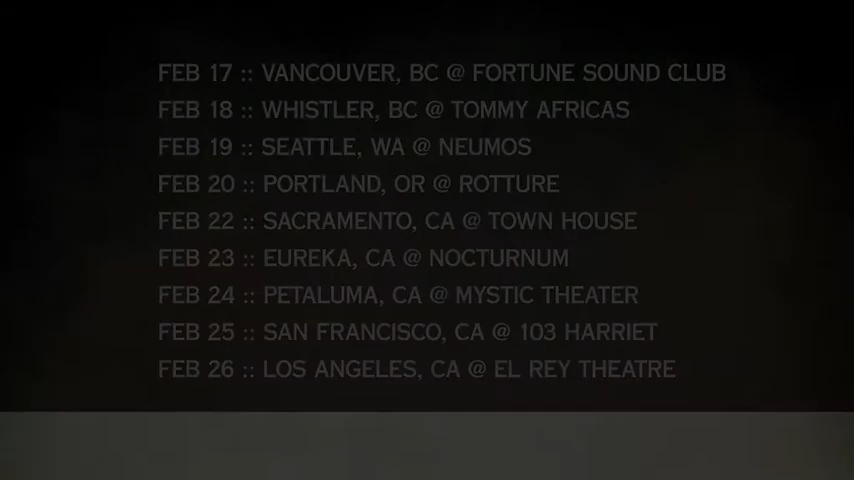 FEB 17 :: VANCOUVER, BC @ FORTUNE SOUND CLUB
FEB 18 :: WHISTLER, BC @ TOMMY AFRICAS
FEB 19 :: SEATTLE, WA @ NEUMOS
FEB 20 :: PORTLAND, OR @ ROTTURE
FEB 22 :: SACRAMENTO, CA @ TOWN HOUSE
FEB 23 :: EUREKA, CA @ NOCTURNUM
FEB 24 :: PETALUMA, CA @ MYSTIC THEATER
FEB 25 :: SAN FRANCISCO, CA @ 103 HARRIET
FEB 26 :: LOS ANGELES, CA @ EL REY THEATRE